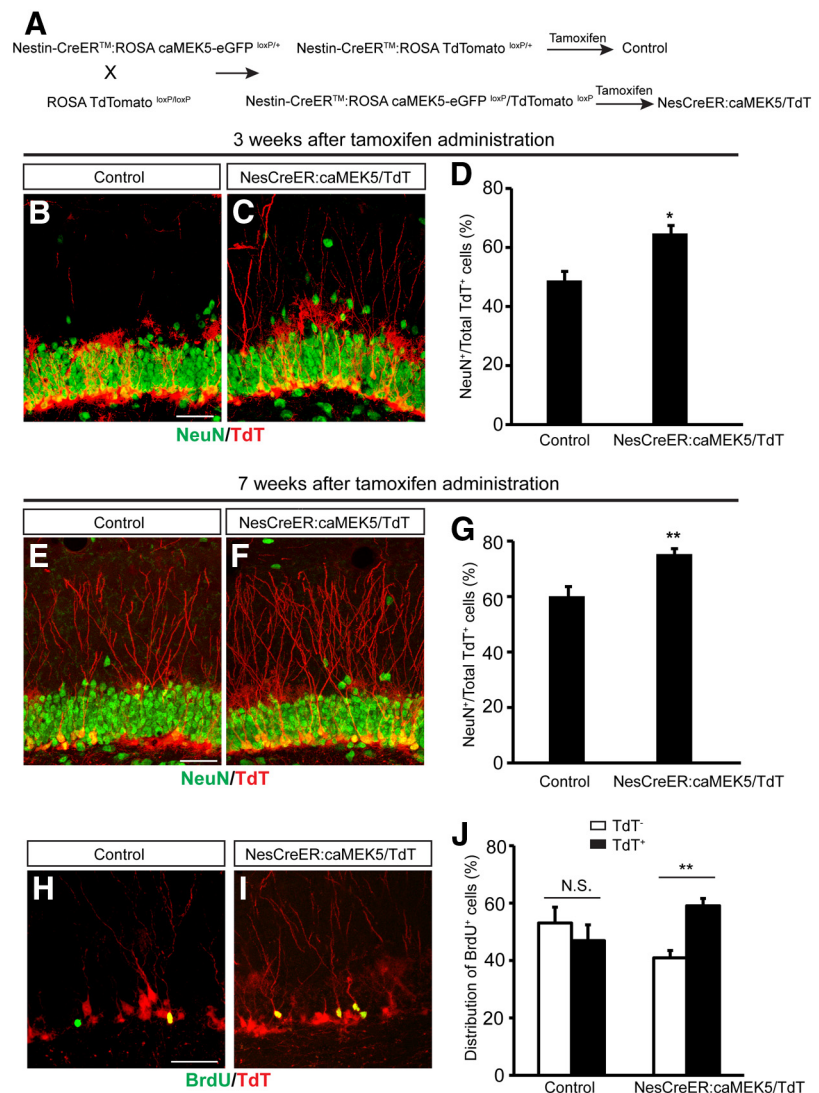 A
Nestin-CreER™:ROSA caMEK5-eGFP loxP/+
Nestin-CreER™:ROSA TdTomato loxP/+
Tamoxifen
Control
X
ROSA TdTomato loxP/loxP
Nestin-CreER™:ROSA caMEK5-eGFP loxP/TdTomato loxP
Tamoxifen
NesCreER:caMEK5/TdT
3 weeks after tamoxifen administration
Control
NesCreER:caMEK5/TdT
B
C
NeuN/TdT
D
NeuN⁺/Total TdT⁺ cells (%)
80
60
40
20
0
*
Control
NesCreER:caMEK5/TdT
7 weeks after tamoxifen administration
Control
NesCreER:caMEK5/TdT
E
F
NeuN/TdT
G
NeuN⁺/Total TdT⁺ cells (%)
80
60
40
20
0
**
Control
NesCreER:caMEK5/TdT
Control
NesCreER:caMEK5/TdT
H
I
BrdU/TdT
J
TdT⁻
TdT⁺
Distribution of BrdU⁺ cells (%)
80
60
40
20
0
N.S.
**
Control
NesCreER:caMEK5/TdT